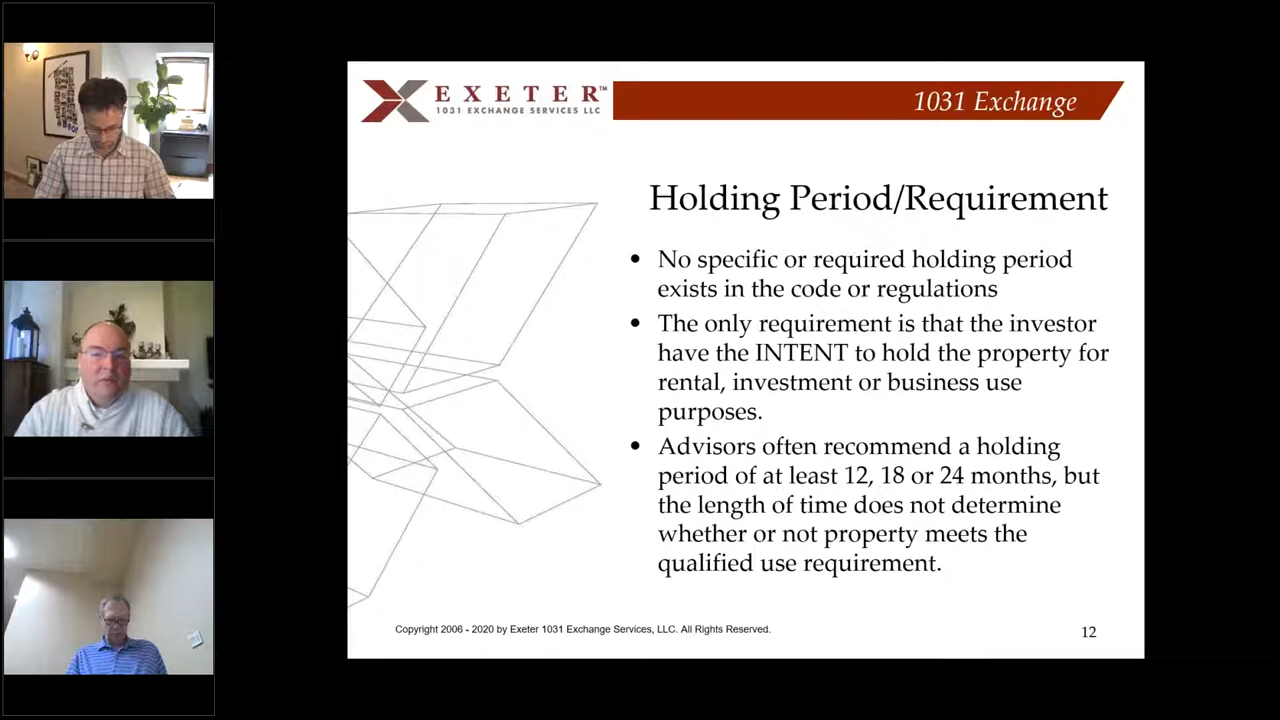 EXETER™
1031 EXCHANGE SERVICES LLC
1031 Exchange
Holding Period/Requirement
• No specific or required holding period
exists in the code or regulations
• The only requirement is that the investor
have the INTENT to hold the property for
rental, investment or business use
purposes.
• Advisors often recommend a holding
period of at least 12, 18 or 24 months, but
the length of time does not determine
whether or not property meets the
qualified use requirement.
Copyright 2006 - 2020 by Exeter 1031 Exchange Services, LLC. All Rights Reserved.
12